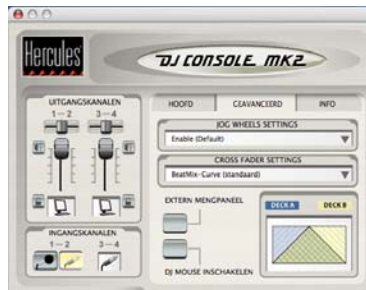 Hercules
DJ CONSOLE MK2
UITGANGSKANALEN
1-2 3-4
INGANGSKANALEN
1-2 3-4
HOOFD GEAVANCEERD INFO
JOG WHEELS SETTINGS
Enable (Default)
CROSS FADER SETTINGS
BeatMix-Curve (standaard)
EXTERN MENGPANEEL
DJ MOUSE INSCHAKELEN
DECK A DECK B